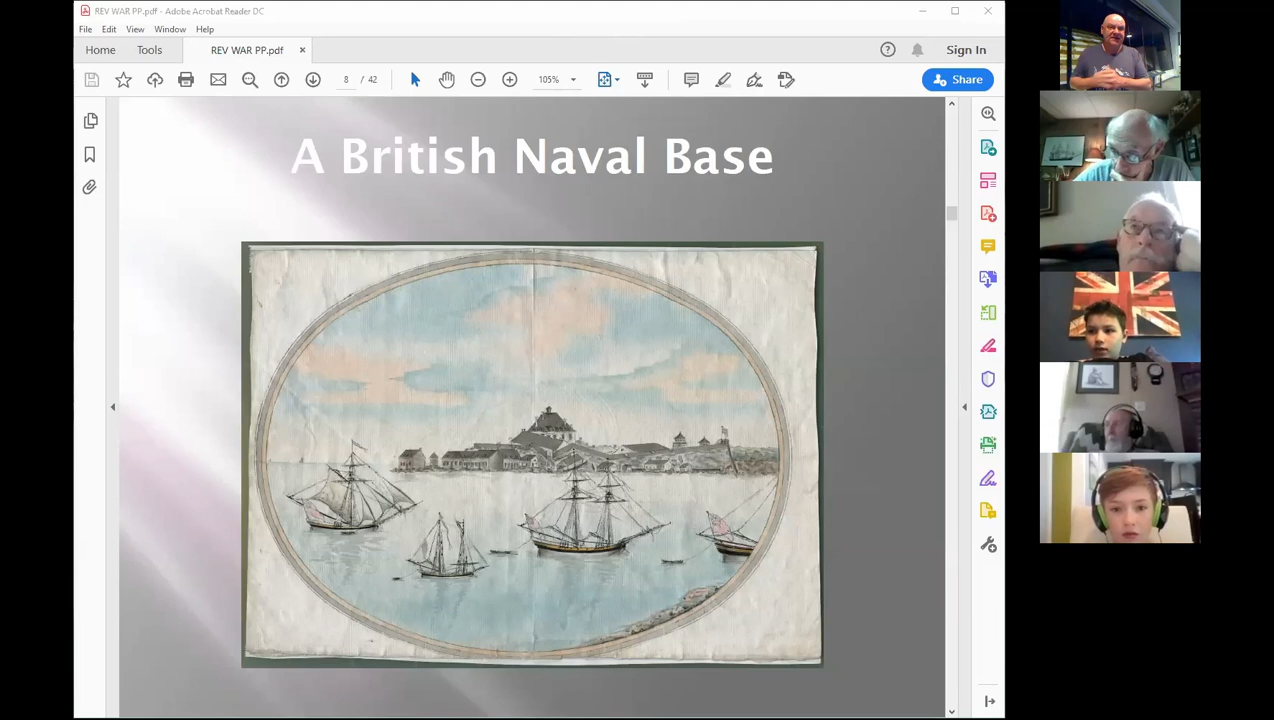 REV WAR PP.pdf - Adobe Acrobat Reader DC
File Edit View Window Help
Home Tools REV WAR PP.pdf × Sign In
8 / 42 105% Share
A British Naval Base